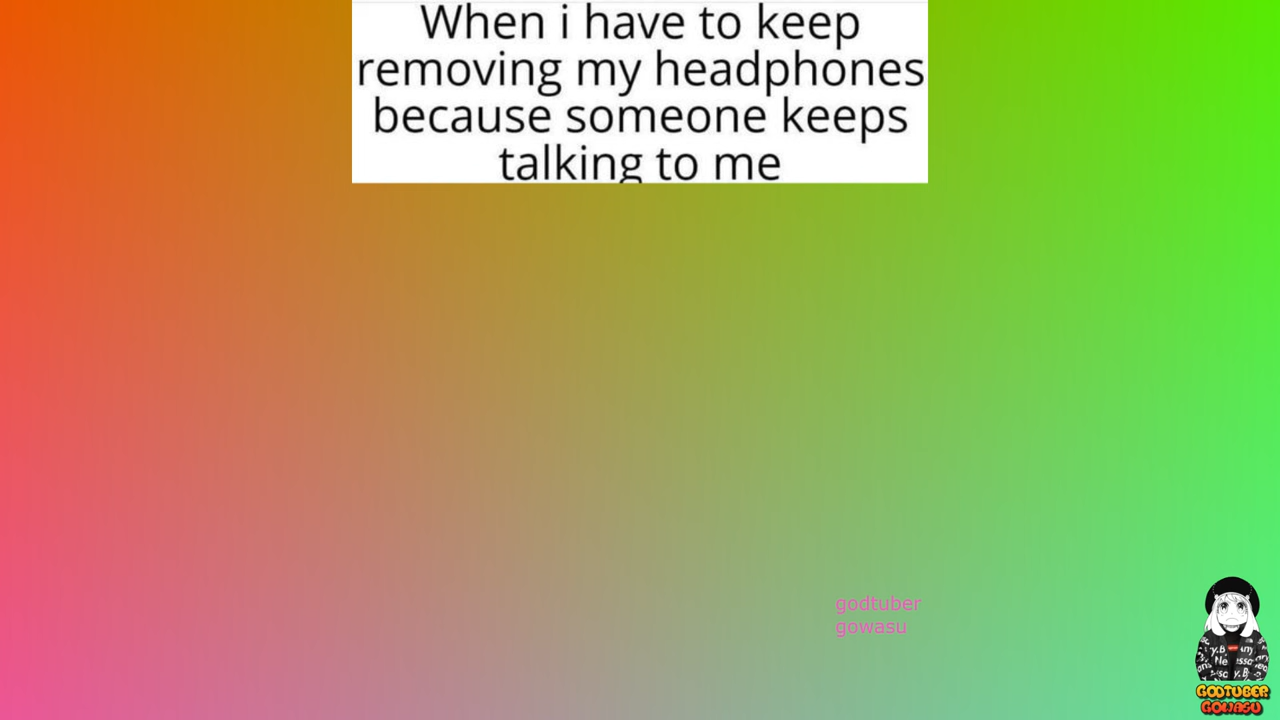 When i have to keep
removing my headphones
because someone keeps
talking to me
godtuber
gowasu
GODTUBER
GOWASU